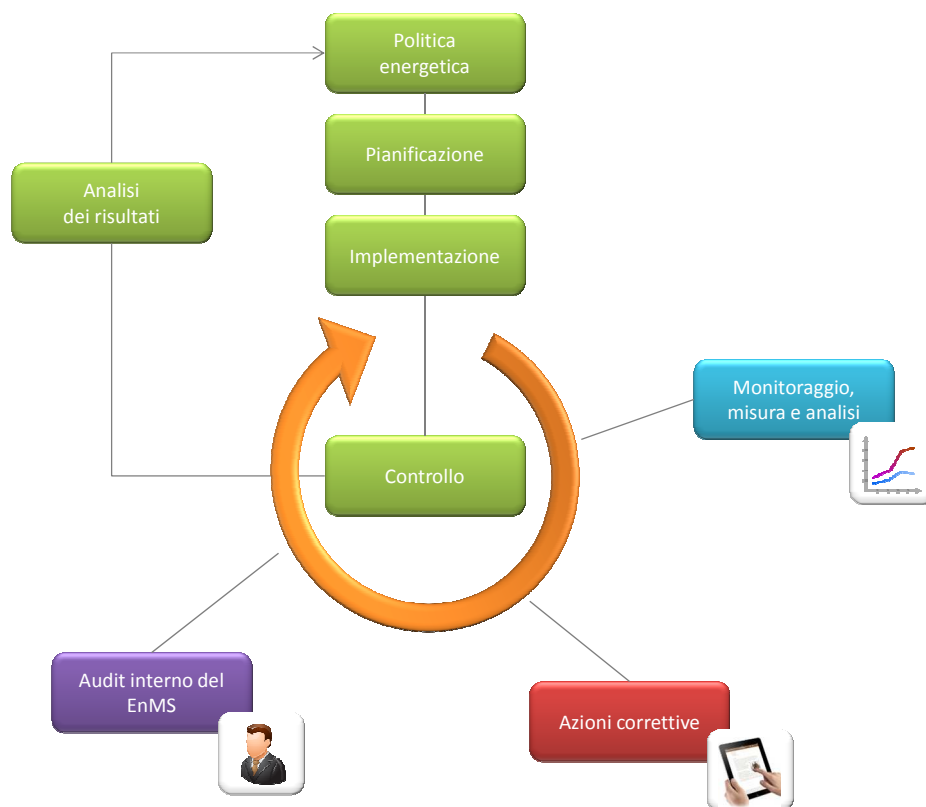 Politica
energetica
Pianificazione
Analisi
dei risultati
Implementazione
Monitoraggio,
misura e analisi
Controllo
Audit interno del
EnMS
Azioni correttive